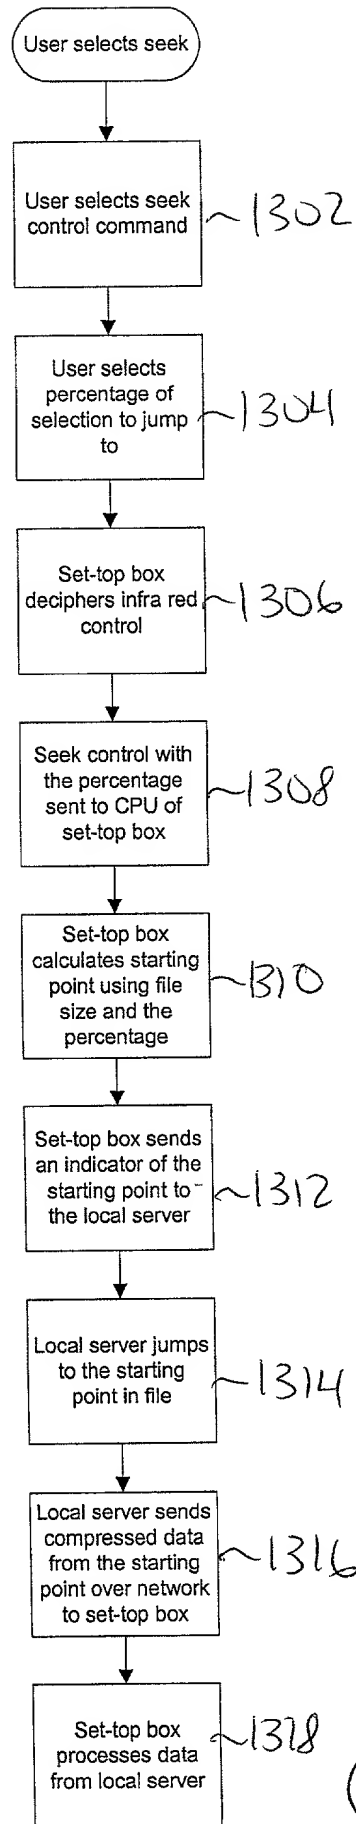 User selects seek
User selects seek
control command
1302
User selects
percentage of
selection to jump
to
1304
Set-top box
deciphers infra red
control
1306
Seek control with
the percentage
sent to CPU of
set-top box
1308
Set-top box
calculates starting
point using file
size and the
percentage
1310
Set-top box sends
an indicator of the
starting point to
the local server
1312
Local server jumps
to the starting
point in file
1314
Local server sends
compressed data
from the starting
point over network
to set-top box
1316
Set-top box
processes data
from local server
1318